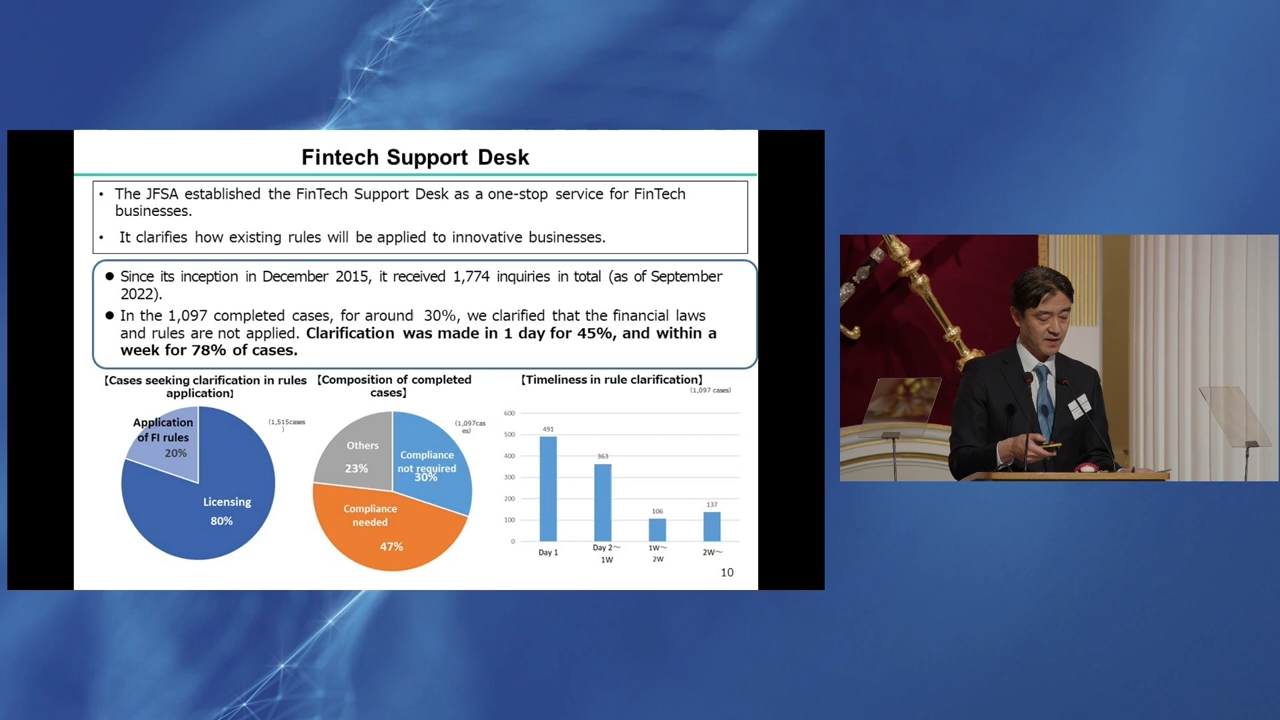 Fintech Support Desk
• The JFSA established the FinTech Support Desk as a one-stop service for FinTech
businesses.
• It clarifies how existing rules will be applied to innovative businesses.
● Since its inception in December 2015, it received 1,774 inquiries in total (as of September
2022).
● In the 1,097 completed cases, for around 30%, we clarified that the financial laws
and rules are not applied. Clarification was made in 1 day for 45%, and within a
week for 78% of cases.
【Cases seeking clarification in rules
application】
(1,515cases
)
Application
of FI rules
20%
Licensing
80%
【Composition of completed
cases】
(1,097cas
es)
Others
23%
Compliance
not required
30%
Compliance
needed
47%
【Timeliness in rule clarification】
(1,097 cases)
600
500
400
300
200
100
0
491
363
106
137
Day 1
Day 2～
1W
1W～
2W
2W～
10